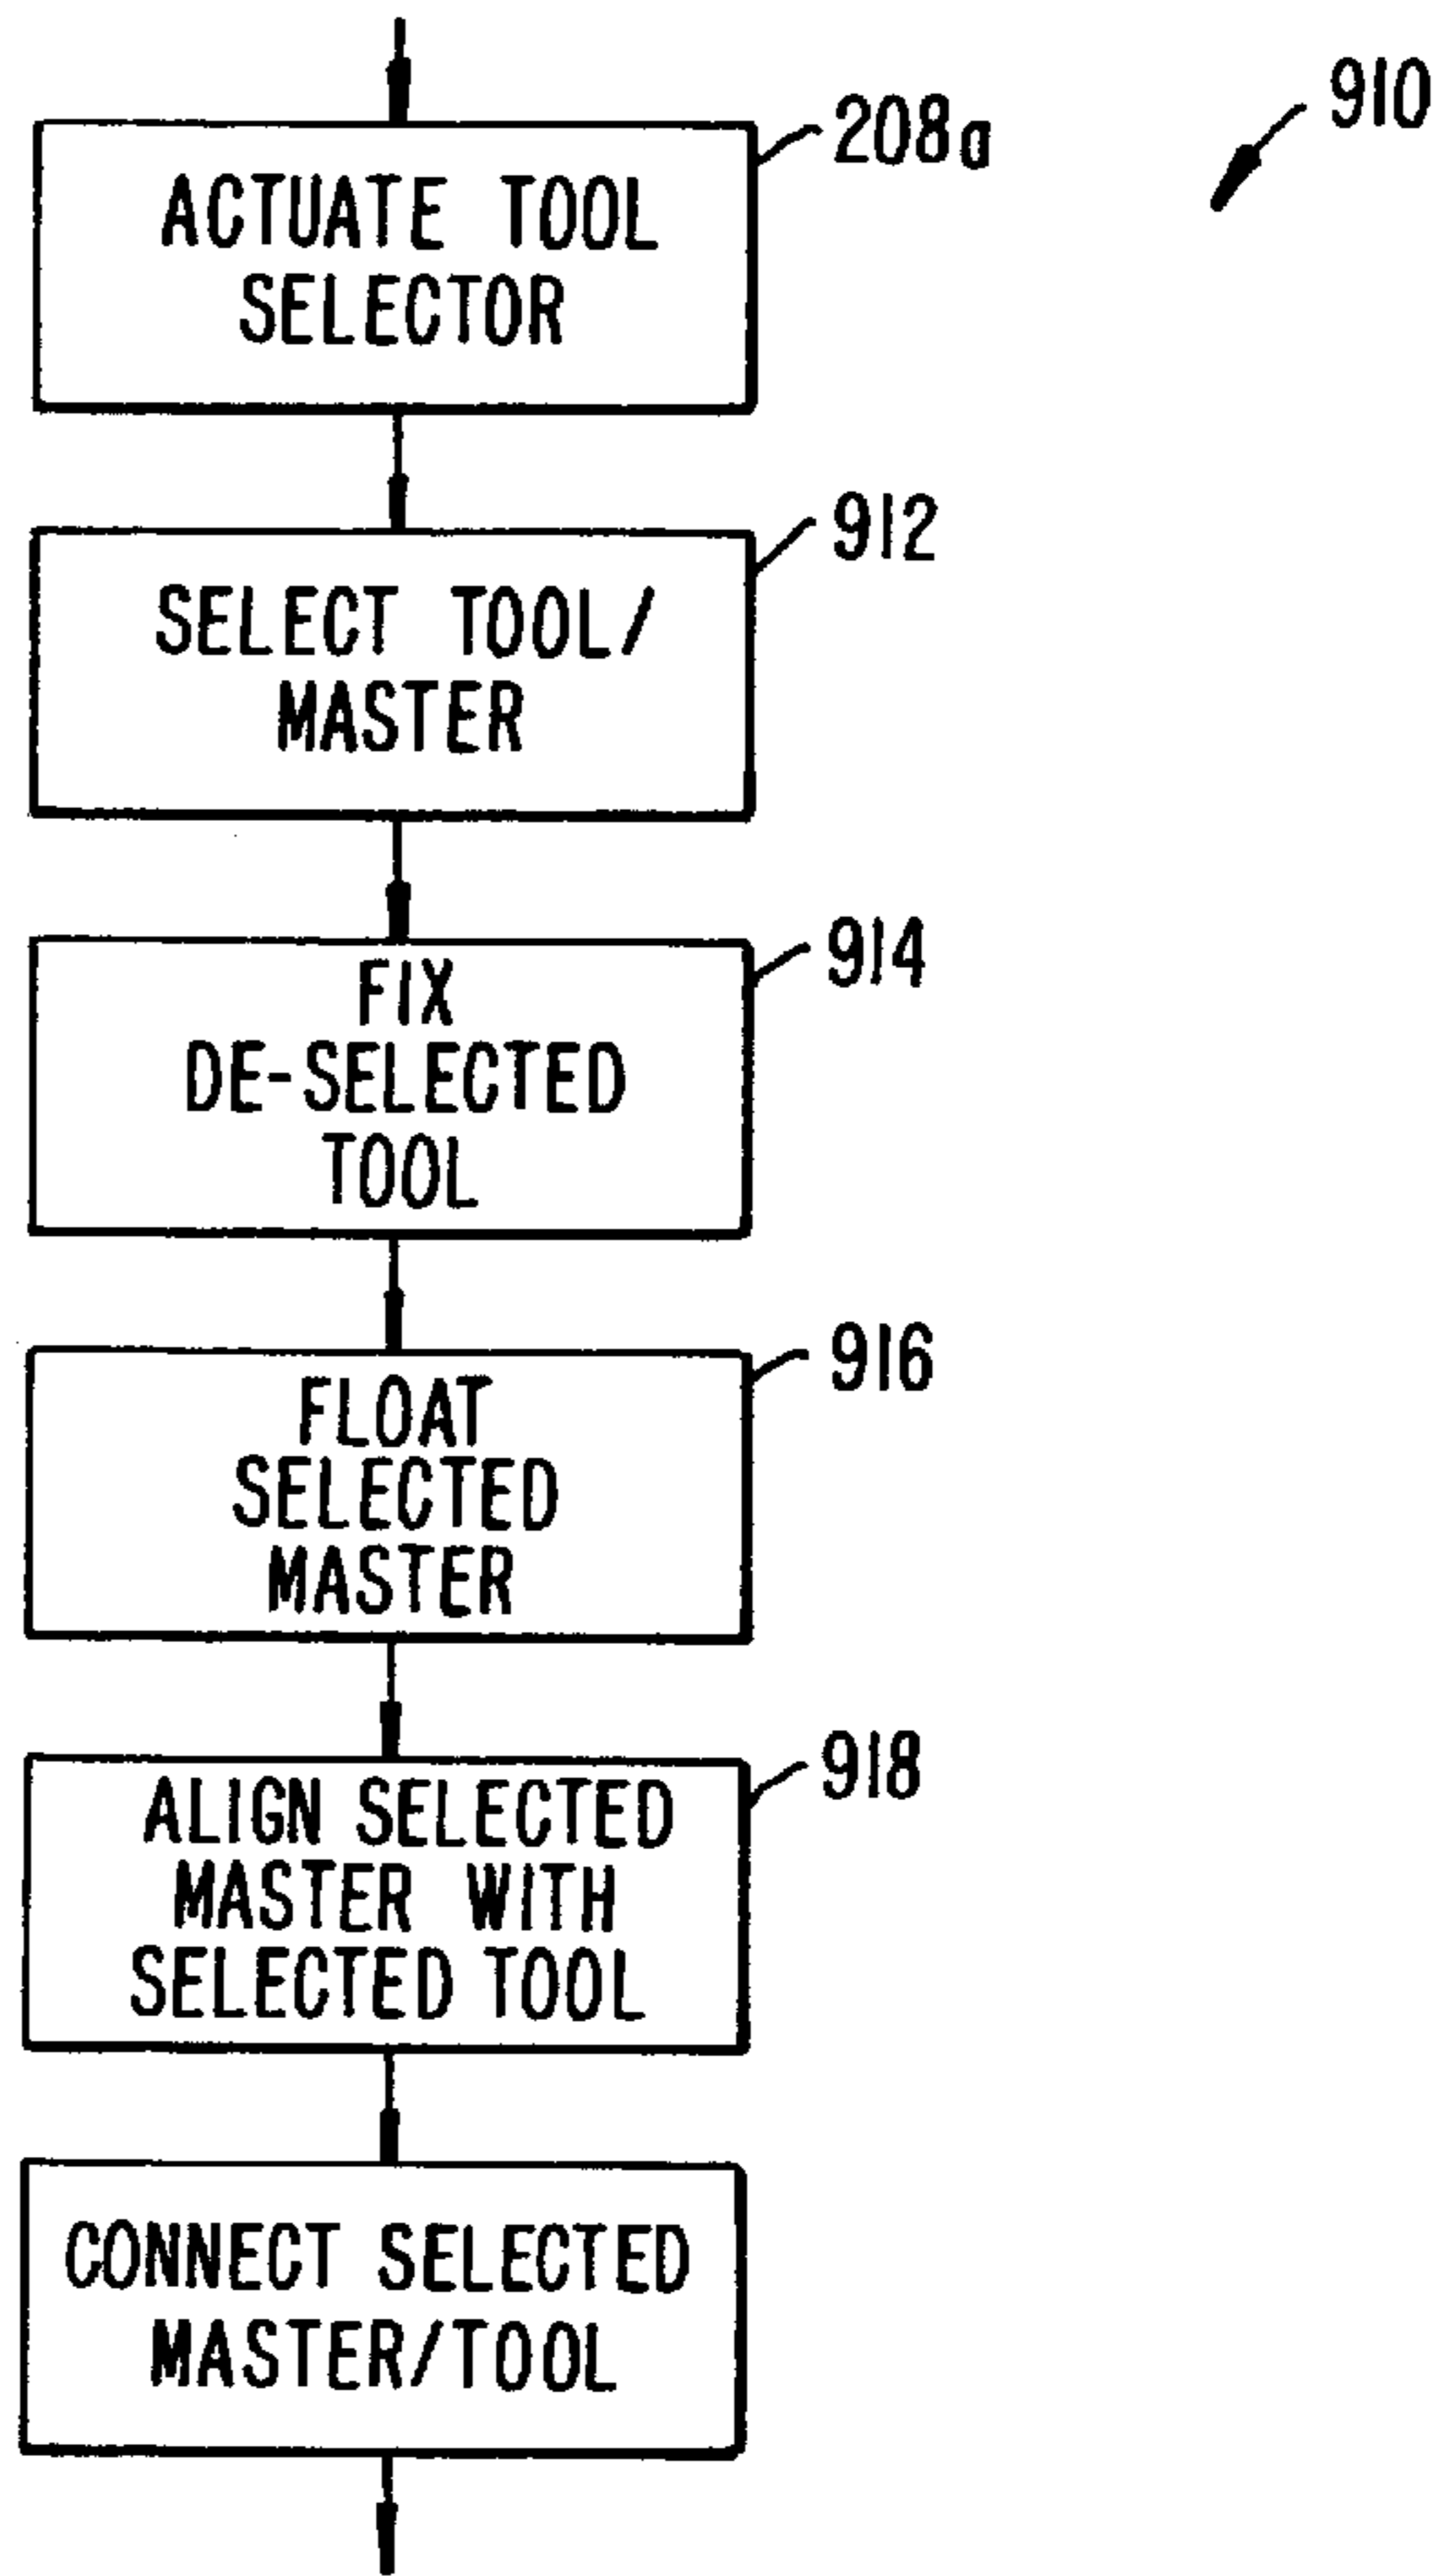 910
208a
ACTUATE TOOL
SELECTOR
912
SELECT TOOL/
MASTER
914
FIX
DE-SELECTED
TOOL
916
FLOAT
SELECTED
MASTER
918
ALIGN SELECTED
MASTER WITH
SELECTED TOOL
CONNECT SELECTED
MASTER/TOOL